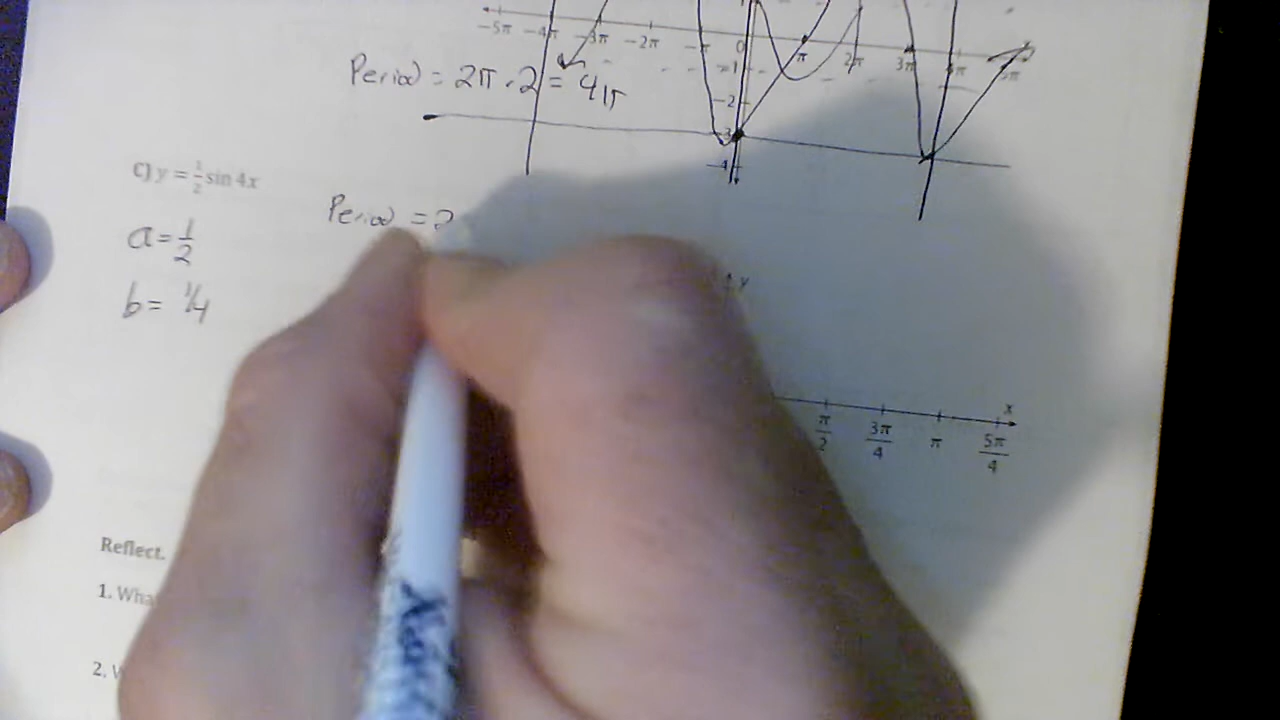 -5π -4π -3π -2π -π 0 π 2π 3π 4π 5π x
-1
Period = 2π · 2 = 4π
-2
-3
-4
C) y = 1/2 sin 4x
Period = 2
a = 1/2
b = 1/4
y
x
π/2 3π/4 π 5π/4
Reflect.
1.
2.